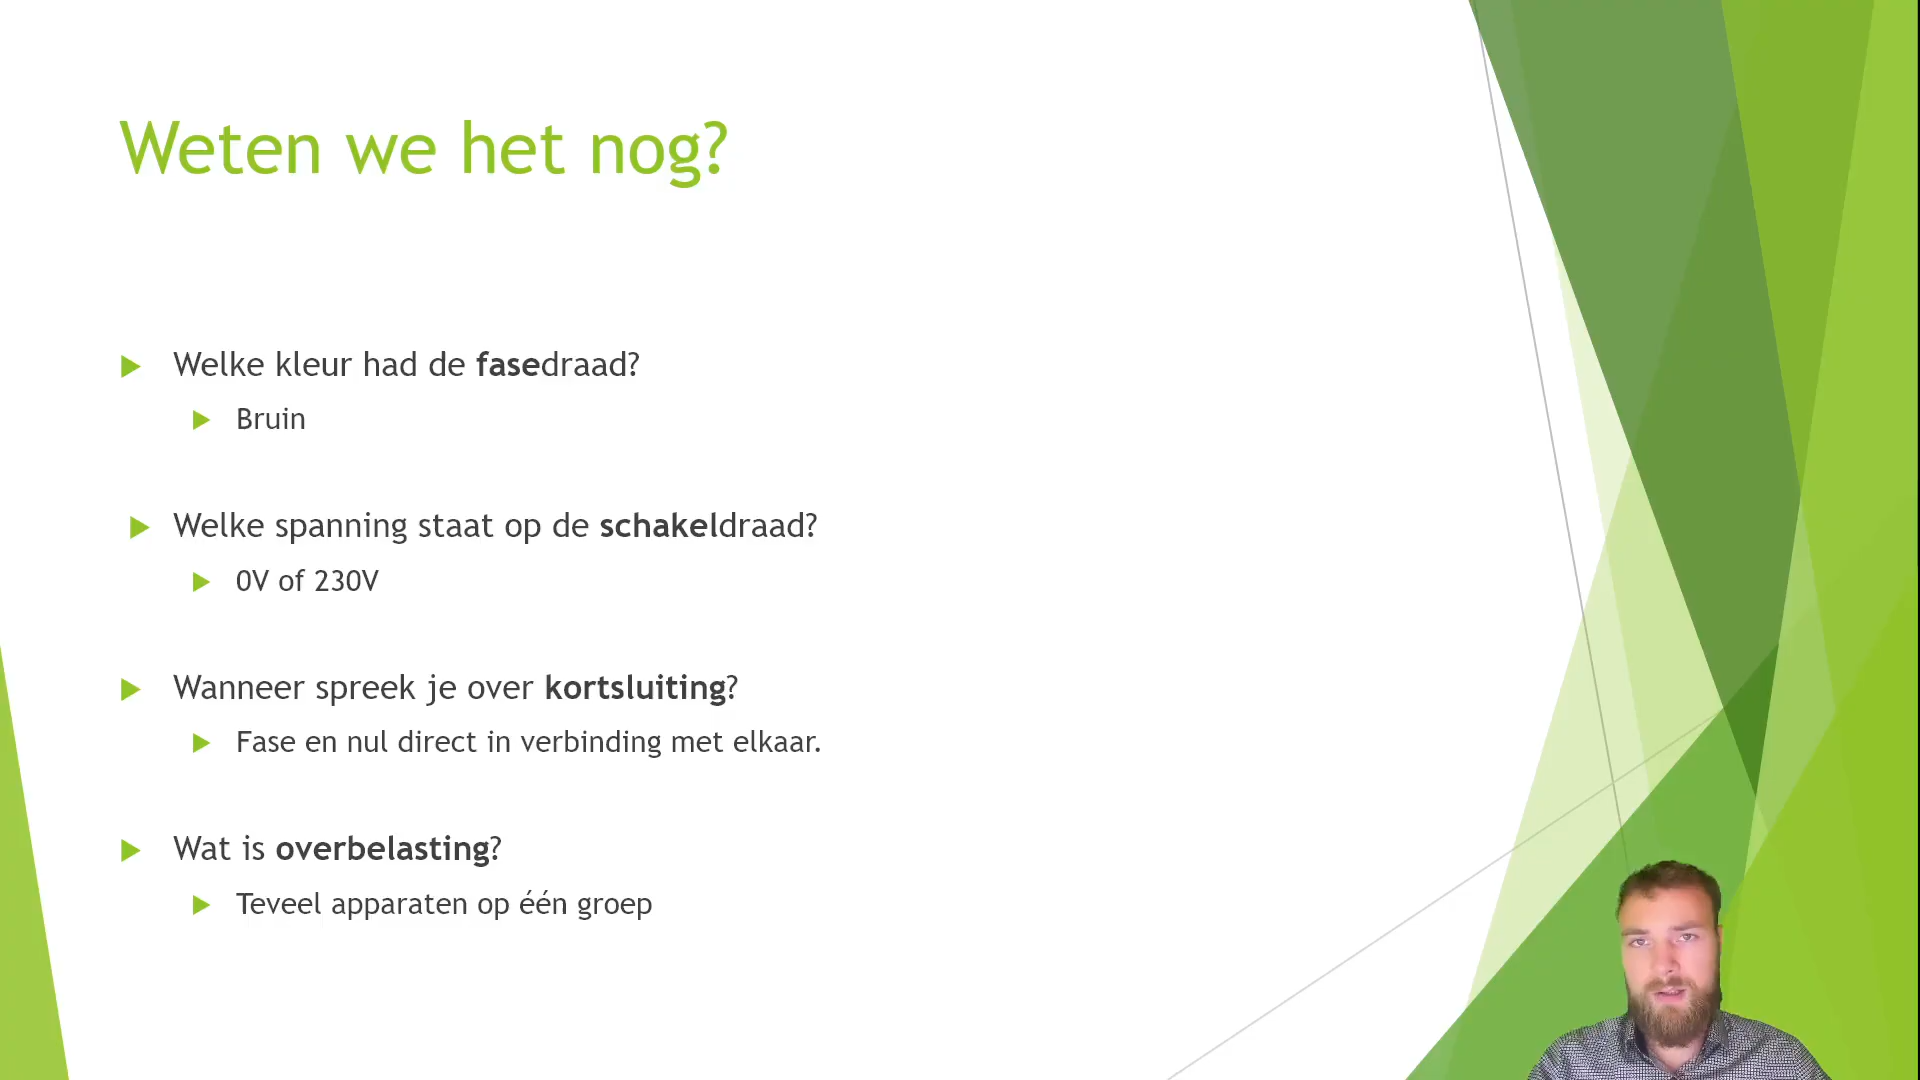 Weten we het nog?
Welke kleur had de fasedraad?
Bruin
Welke spanning staat op de schakeldraad?
0V of 230V
Wanneer spreek je over kortsluiting?
Fase en nul direct in verbinding met elkaar.
Wat is overbelasting?
Teveel apparaten op één groep